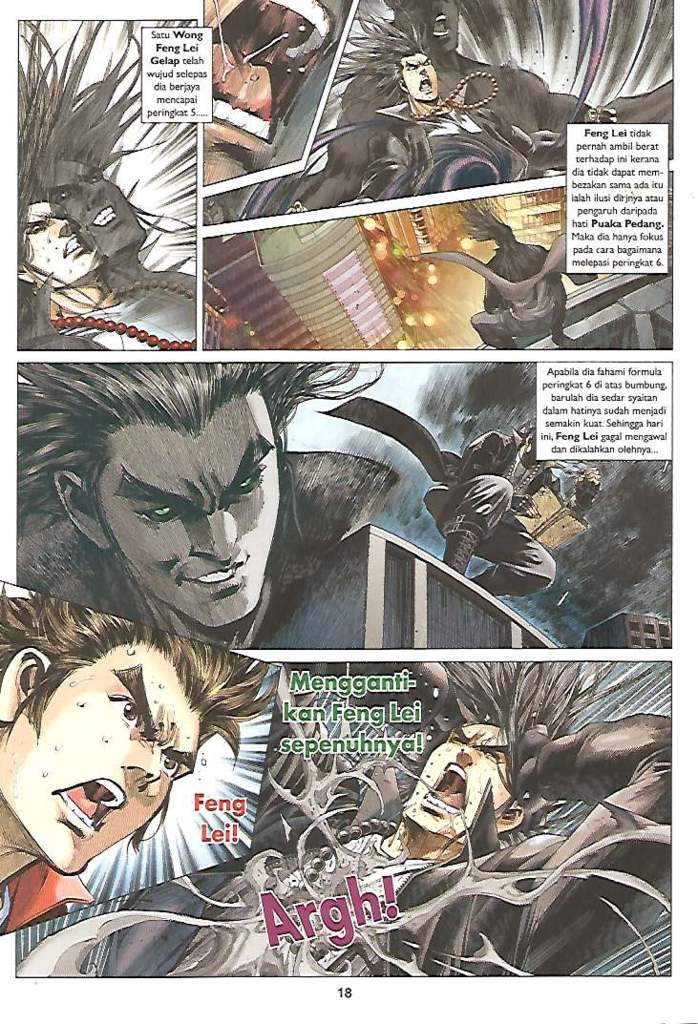 Satu Wong
Feng Lei
Gelap telah
wujud selepas
dia berjaya
mencapai
peringkat 5.....
Feng Lei tidak
pernah ambil berat
terhadap ini kerana
dia tidak dapat mem-
bezakan sama ada itu
ialah ilusi dirinya atau
pengaruh daripada
hati Puaka Pedang.
Maka dia hanya fokus
pada cara bagaimana
melepasi peringkat 6.
Apabila dia fahami formula
peringkat 6 di atas bumbung,
barulah dia sedar syaitan
dalam hatinya sudah menjadi
semakin kuat. Sehingga hari
ini, Feng Lei gagal mengawal
dan dikalahkan olehnya...
Mengganti-
kan Feng Lei
sepenuhnya!
Feng
Lei!
Argh!
18